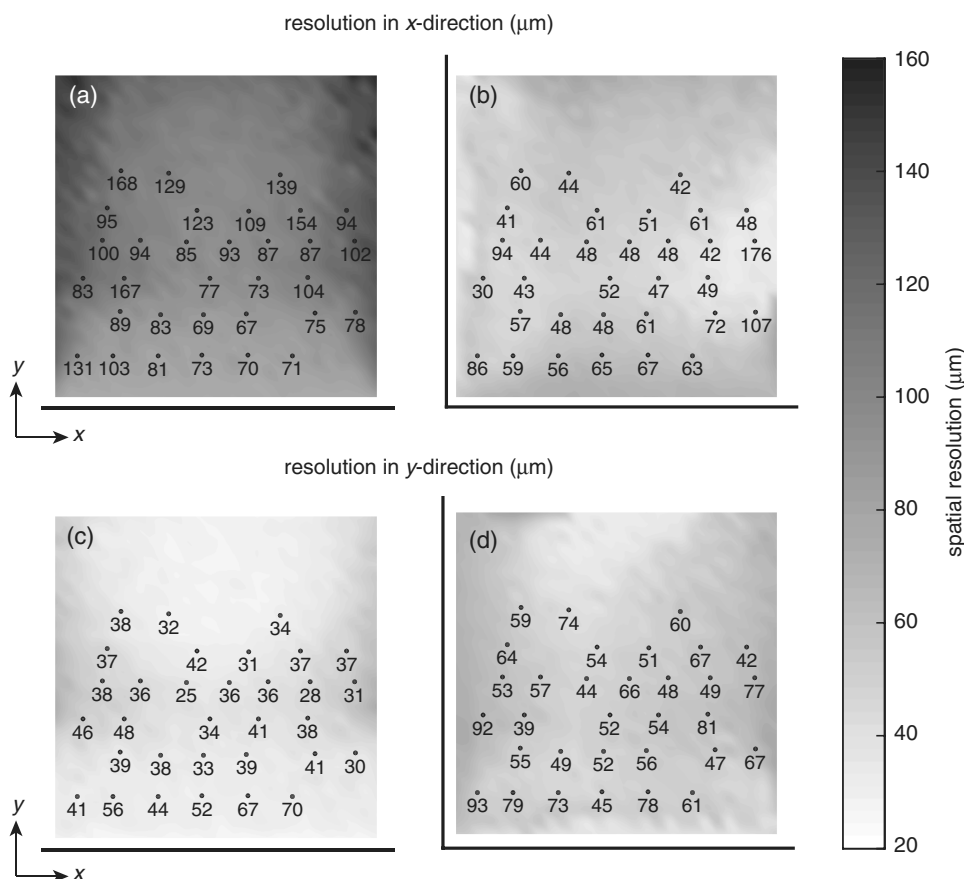 resolution in x-direction (μm)
(a)
168 129 139
95 123 109 154 94
100 94 85 93 87 87 102
83 167 77 73 104
89 83 69 67 75 78
131 103 81 73 70 71
y
x
(b)
60 44 42
41 61 51 61 48
94 44 48 48 48 42 176
30 43 52 47 49
57 48 48 61 72 107
86 59 56 65 67 63
resolution in y-direction (μm)
(c)
38 32 34
37 42 31 37 37
38 36 25 36 36 28 31
46 48 34 41 38
39 38 33 39 41 30
41 56 44 52 67 70
y
x
(d)
59 74 60
64 54 51 67 42
53 57 44 66 48 49 77
92 39 52 54 81
55 49 52 56 47 67
93 79 73 45 78 61
160
140
120
100
80
60
40
20
spatial resolution (μm)